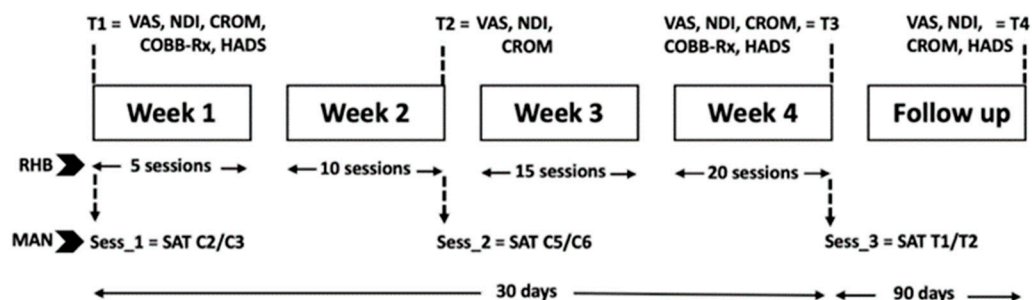 T1 = VAS, NDI, CROM,
COBB-Rx, HADS
T2 = VAS, NDI,
CROM
VAS, NDI, CROM, = T3
COBB-Rx, HADS
VAS, NDI, = T4
CROM, HADS
Week 1
Week 2
Week 3
Week 4
Follow up
RHB
5 sessions
10 sessions
15 sessions
20 sessions
MAN
Sess_1 = SAT C2/C3
Sess_2 = SAT C5/C6
Sess_3 = SAT T1/T2
30 days
90 days